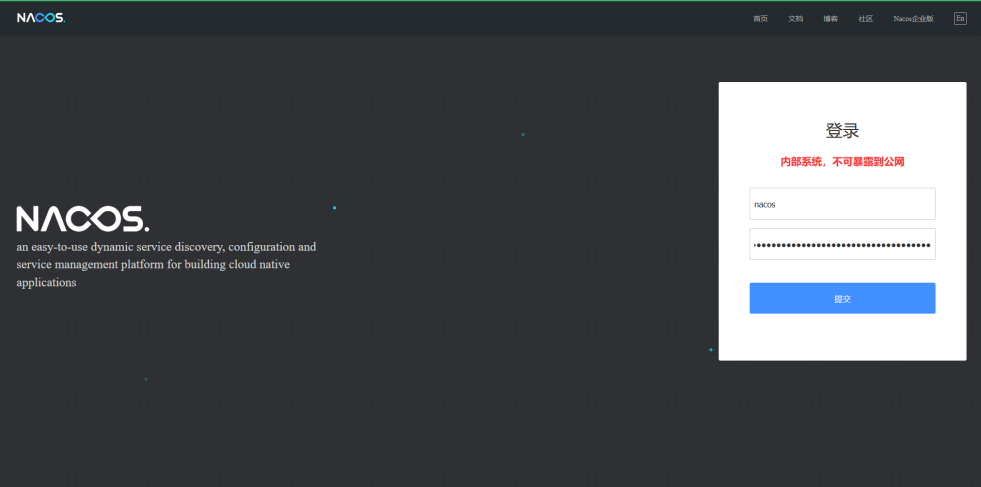 NACOS.
首页 文档 博客 社区 Nacos企业版 En
登录
内部系统，不可暴露到公网
nacos
提交
NACOS.
an easy-to-use dynamic service discovery, configuration and
service management platform for building cloud native
applications